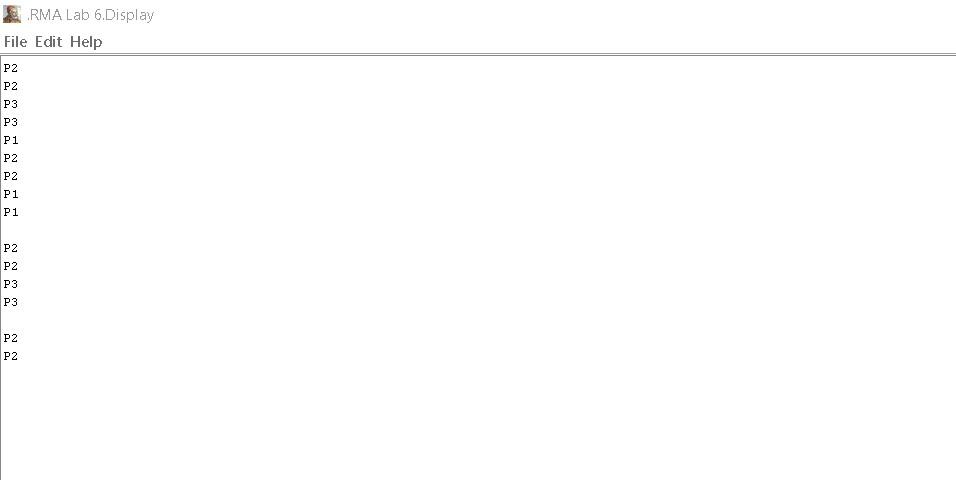 .RMA Lab 6.Display
File Edit Help
P2
P2
P3
P3
P1
P2
P2
P1
P1
P2
P2
P3
P3
P2
P2